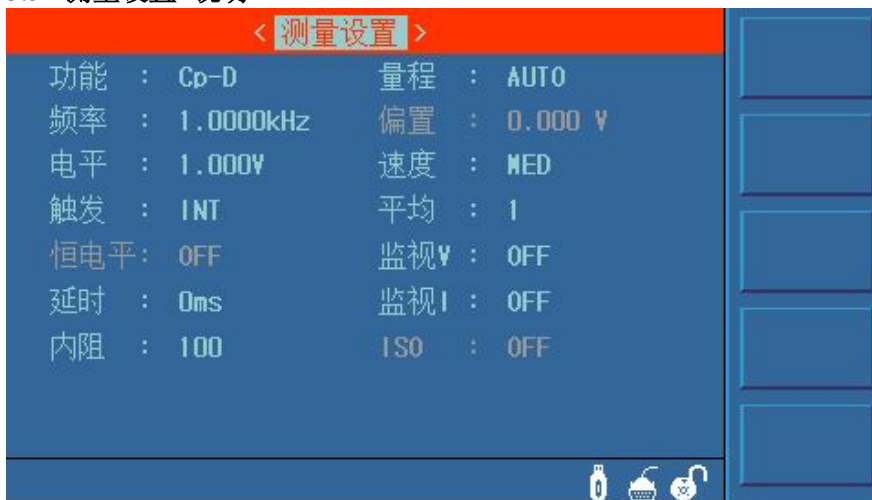 < 测量设置 >
功能 : Cp-D 量程 : AUTO
频率 : 1.0000kHz 偏置 : 0.000 V
电平 : 1.000V 速度 : MED
触发 : INT 平均 : 1
恒电平: OFF 监视V : OFF
延时 : 0ms 监视I : OFF
内阻 : 100 ISO : OFF